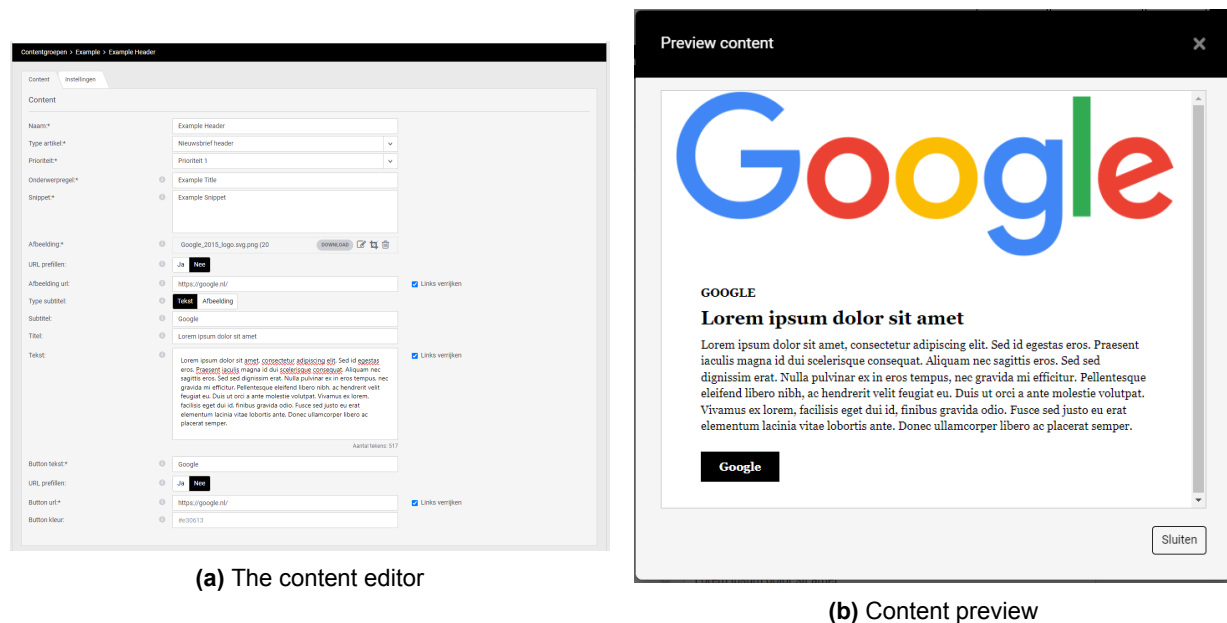 Contentgroepen > Example > Example Header
Content
Instellingen
Content
Naam:*
Example Header
Type artikel:*
Nieuwsbrief header
Prioriteit:*
Prioriteit 1
Onderwerpregel:*
Example Title
Snippet:*
Example Snippet
Afbeelding:*
Google_2015_logo.svg.png (20
DOWNLOAD
URL prefillen:
Ja
Nee
Afbeelding url:
https://google.nl/
Links verrijken
Type subtitel:
Tekst
Afbeelding
Subtitel:
Google
Titel:
Lorem ipsum dolor sit amet
Tekst:
Lorem ipsum dolor sit amet, consectetur adipiscing elit. Sed id egestas
eros. Praesent iaculis magna id dui scelerisque consequat. Aliquam nec
sagittis eros. Sed sed dignissim erat. Nulla pulvinar ex in eros tempus, nec
gravida mi efficitur. Pellentesque eleifend libero nibh, ac hendrerit velit
feugiat eu. Duis ut orci a ante molestie volutpat. Vivamus ex lorem,
facilisis eget dui id, finibus gravida odio. Fusce sed justo eu erat
elementum lacinia vitae lobortis ante. Donec ullamcorper libero ac
placerat semper.
Links verrijken
Aantal tekens: 517
Button tekst:*
Google
URL prefillen:
Ja
Nee
Button url:*
https://google.nl/
Links verrijken
Button kleur:
#e30613
(a) The content editor
Preview content
Google
GOOGLE
Lorem ipsum dolor sit amet
Lorem ipsum dolor sit amet, consectetur adipiscing elit. Sed id egestas eros. Praesent
iaculis magna id dui scelerisque consequat. Aliquam nec sagittis eros. Sed sed
dignissim erat. Nulla pulvinar ex in eros tempus, nec gravida mi efficitur. Pellentesque
eleifend libero nibh, ac hendrerit velit feugiat eu. Duis ut orci a ante molestie volutpat.
Vivamus ex lorem, facilisis eget dui id, finibus gravida odio. Fusce sed justo eu erat
elementum lacinia vitae lobortis ante. Donec ullamcorper libero ac placerat semper.
Google
Sluiten
(b) Content preview